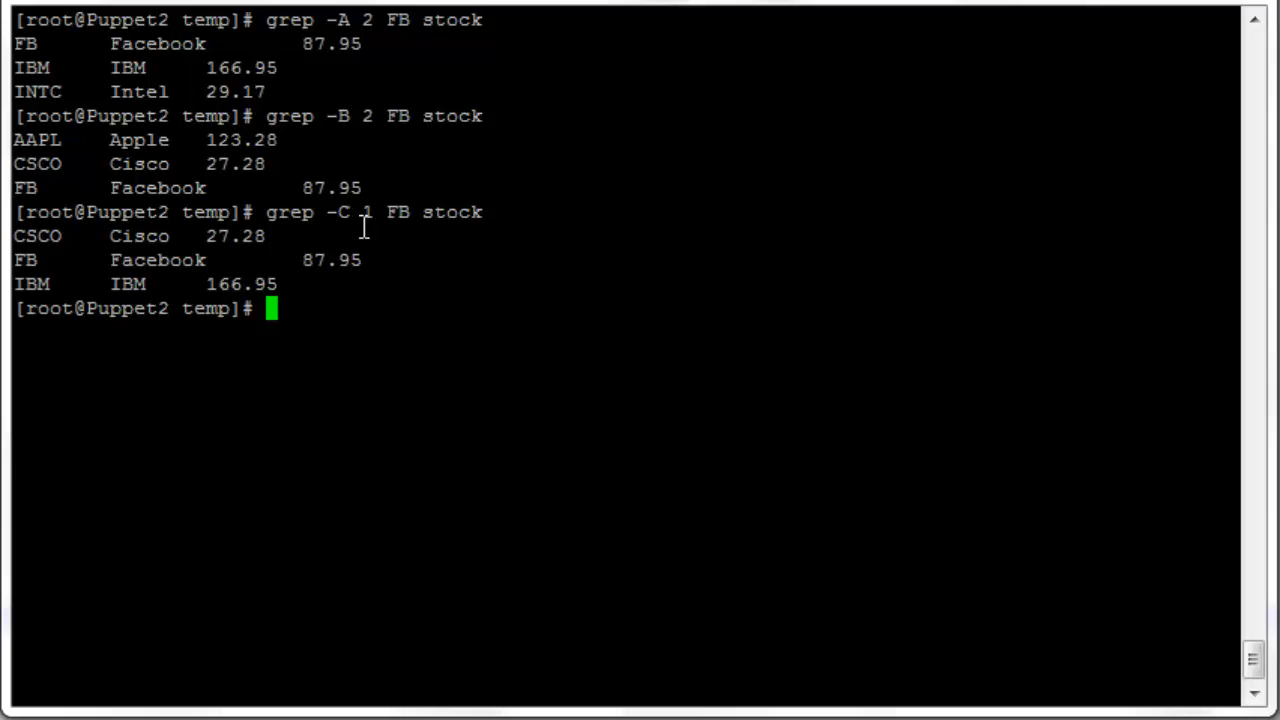 [root@Puppet2 temp]# grep -A 2 FB stock
FB      Facebook        87.95
IBM     IBM     166.95
INTC    Intel   29.17
[root@Puppet2 temp]# grep -B 2 FB stock
AAPL    Apple   123.28
CSCO    Cisco   27.28
FB      Facebook        87.95
[root@Puppet2 temp]# grep -C 1 FB stock
CSCO    Cisco   27.28
FB      Facebook        87.95
IBM     IBM     166.95
[root@Puppet2 temp]#